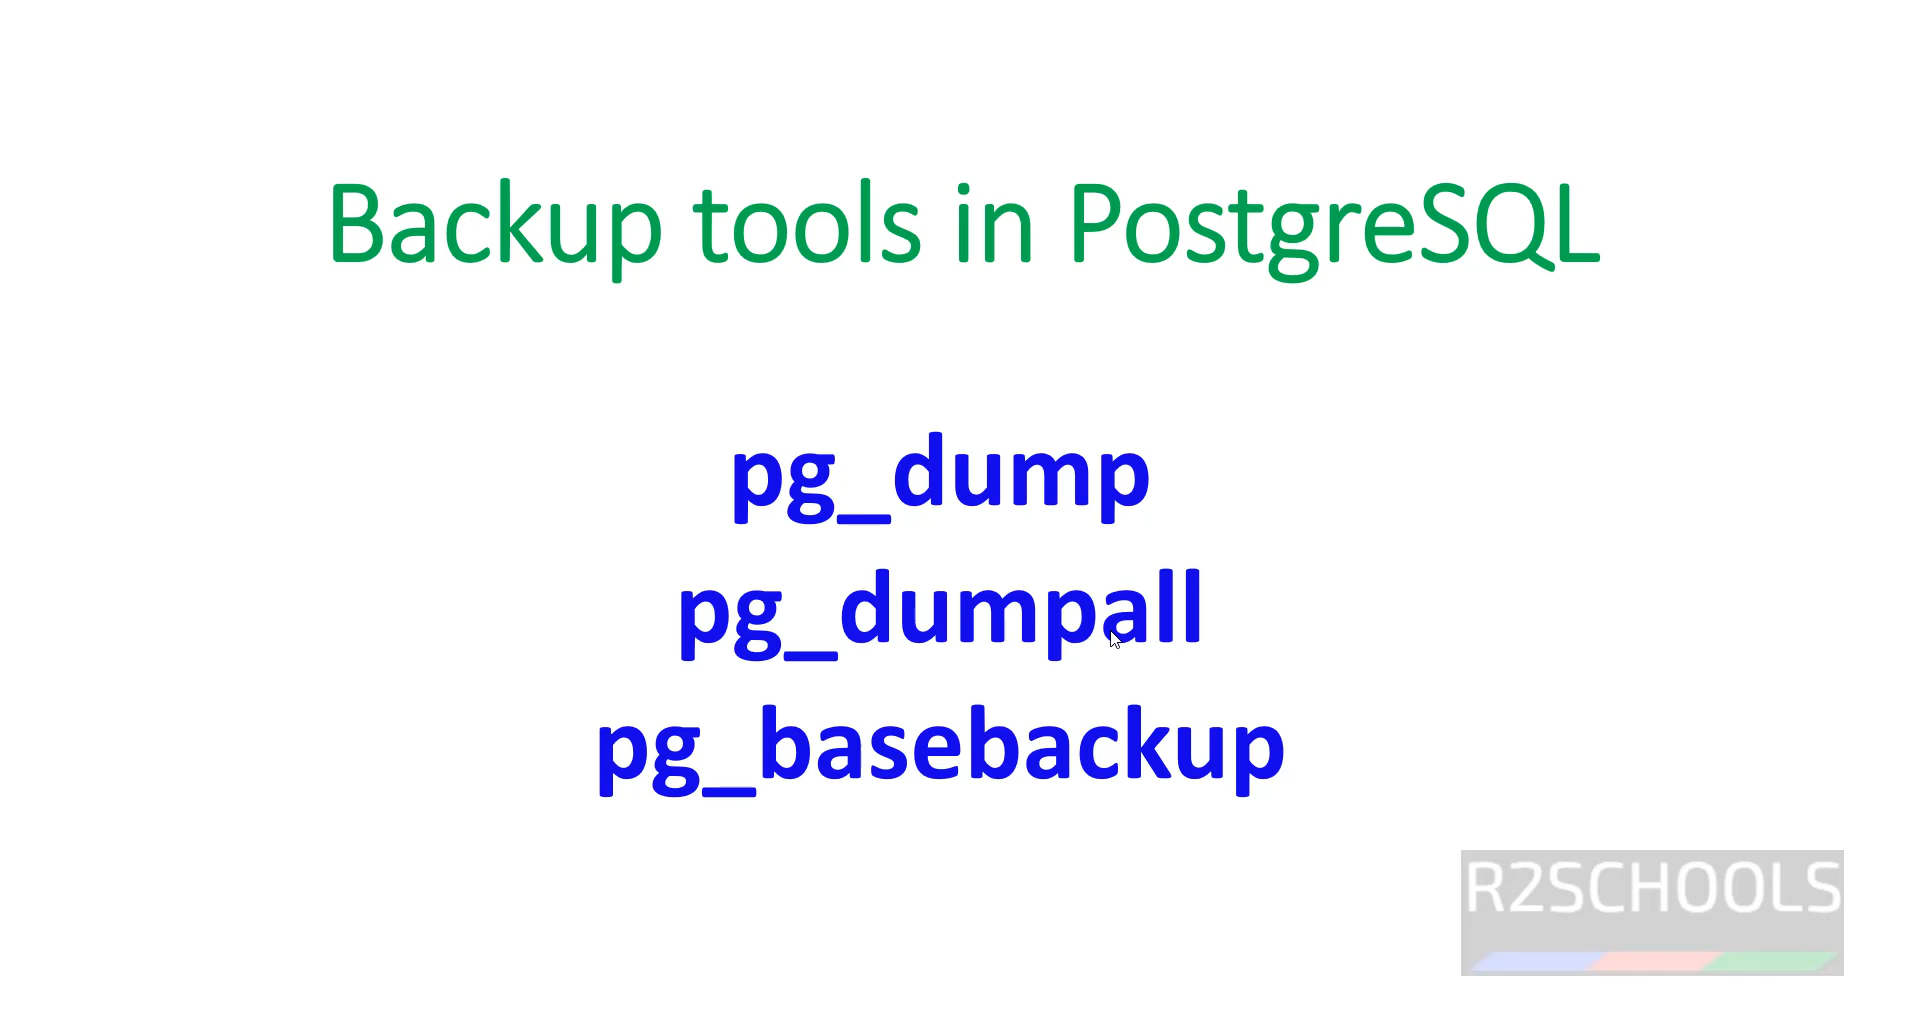 Backup tools in PostgreSQL
pg_dump
pg_dumpall
pg_basebackup
R2SCHOOLS